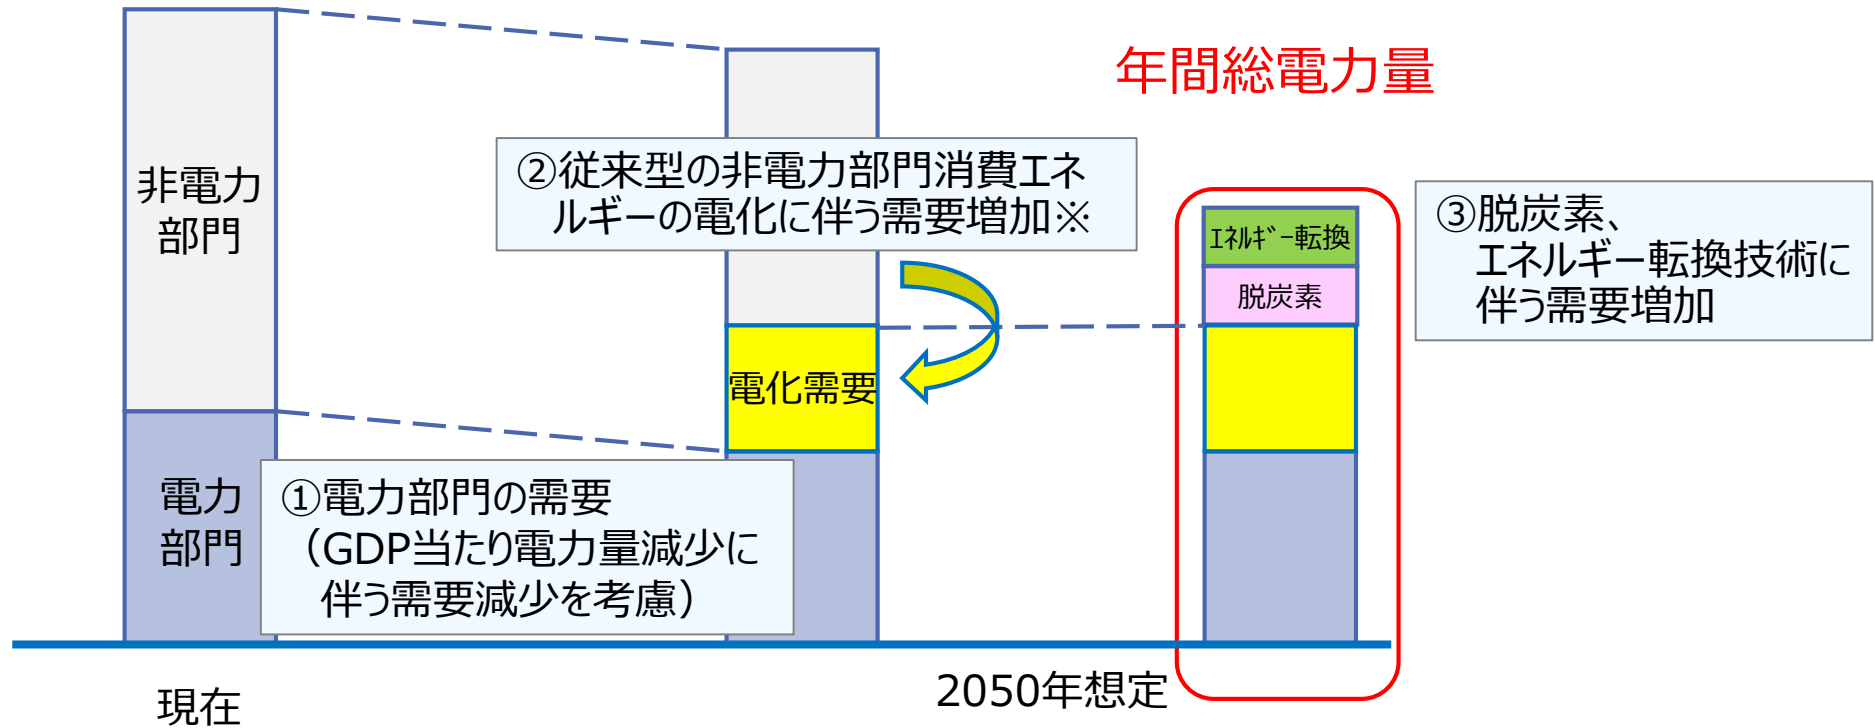 年間総電力量
非電力
部門
②従来型の非電力部門消費エネ
ルギーの電化に伴う需要増加※
ｴﾈﾙｷﾞｰ転換
脱炭素
③脱炭素、
エネルギー転換技術に
伴う需要増加
電化需要
電力
部門
①電力部門の需要
（GDP当たり電力量減少に
伴う需要減少を考慮）
現在
2050年想定